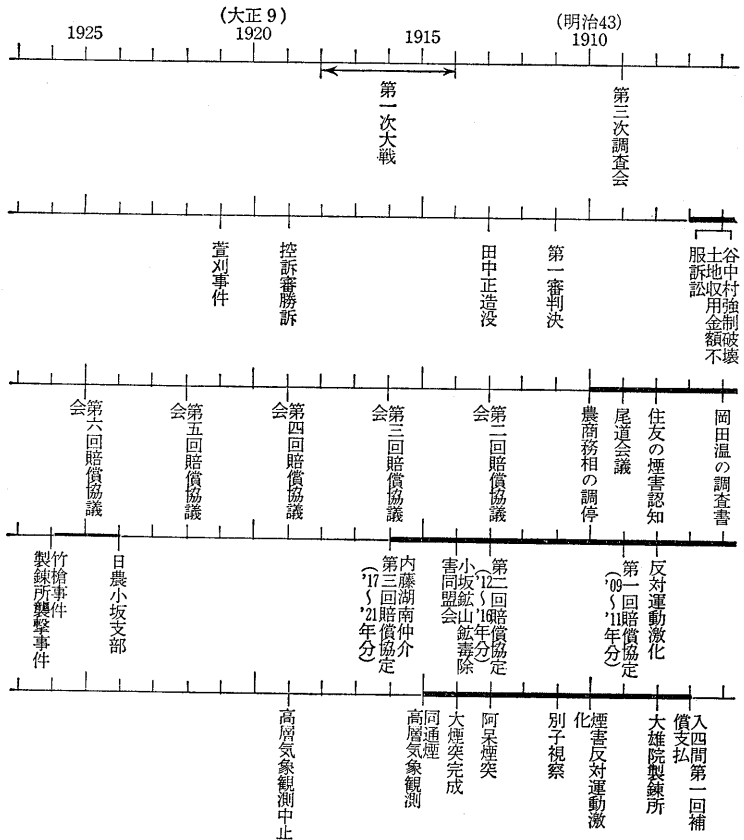 (大正9)
(明治43)
1925
1920
1915
1910
第三次調査会
第一次大戦
谷中村強制破壊
土地収用金額不
服訴訟
第一審判決
田中正造没
控訴審勝訴
萱刈事件
岡田温の調査書
住友の煙害認知
尾道会議
農商務相の調停
第二回賠償協議
会
第三回賠償協議
会
第四回賠償協議
会
第五回賠償協議
会
第六回賠償協議
会
反対運動激化
第一回賠償協定
('09〜'11年分)
第二回賠償協定
('12〜'16年分)
小坂鉱山鉱毒除
害同盟会
内藤湖南仲介
第三回賠償協定
('17〜'21年分)
日農小坂支部
竹槍事件
製錬所襲撃事件
入四間第一回補
償支払
大雄院製錬所
煙害反対運動激
化
別子視察
阿呆煙突
大煙突完成
同通煙
高層気象観測
高層気象観測中止